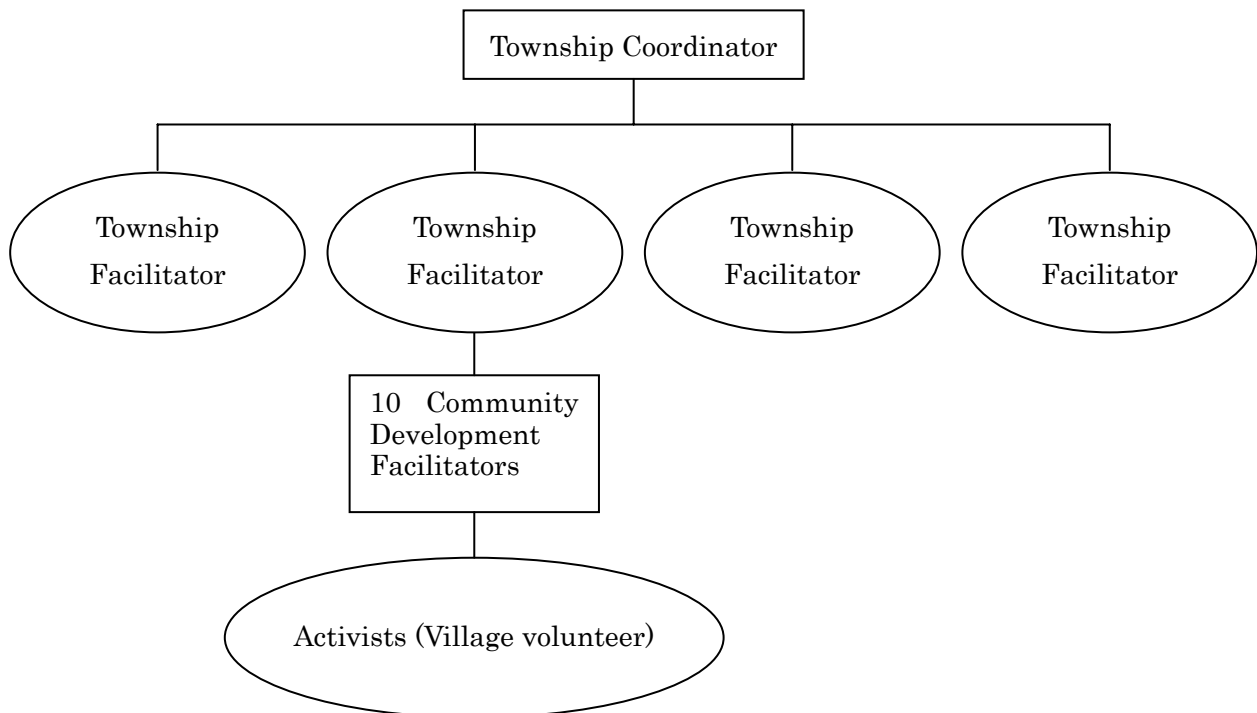 Township Coordinator
Township
Facilitator
Township
Facilitator
Township
Facilitator
Township
Facilitator
10 Community
Development
Facilitators
Activists (Village volunteer)